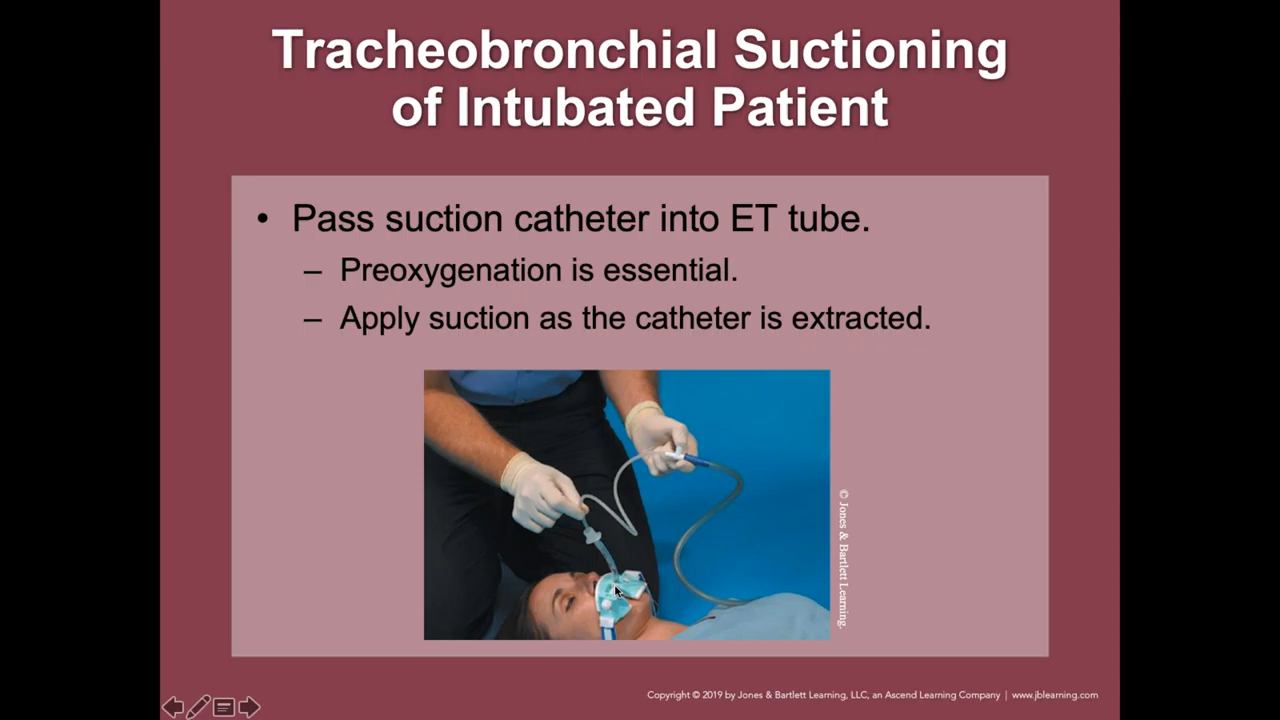 Tracheobronchial Suctioning
of Intubated Patient
• Pass suction catheter into ET tube.
– Preoxygenation is essential.
– Apply suction as the catheter is extracted.
© Jones & Bartlett Learning.
Copyright © 2019 by Jones & Bartlett Learning, LLC, an Ascend Learning Company | www.jblearning.com